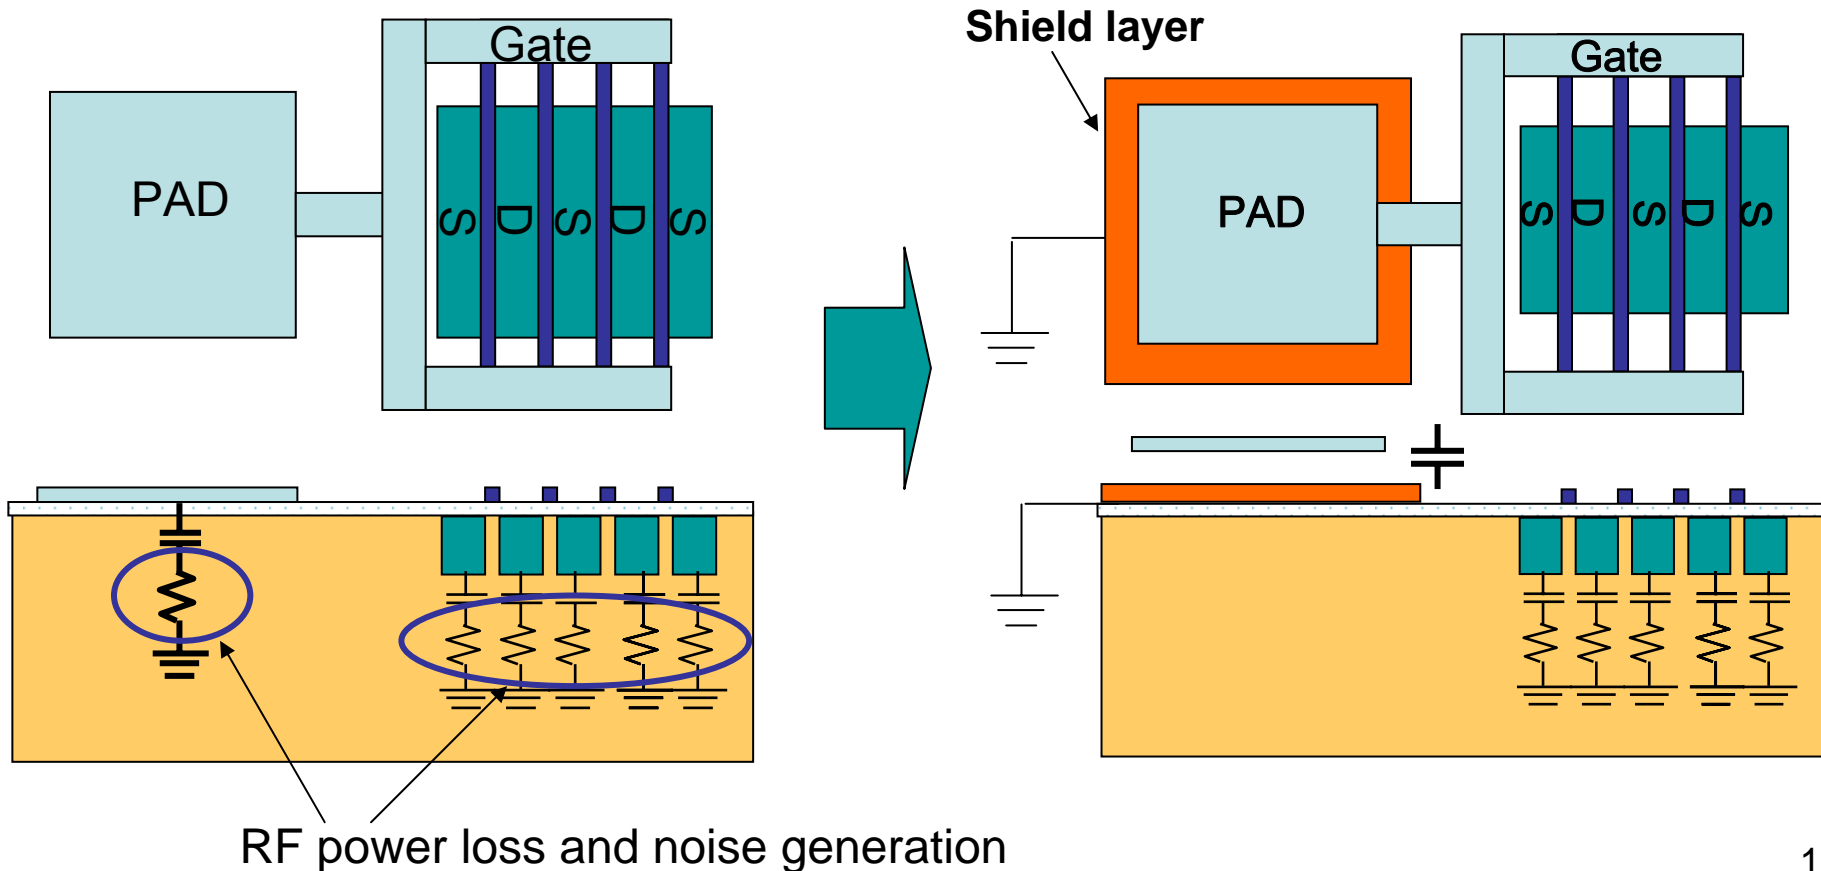 Gate
PAD
S D S D S
Shield layer
Gate
PAD
S D S D S
RF power loss and noise generation
1